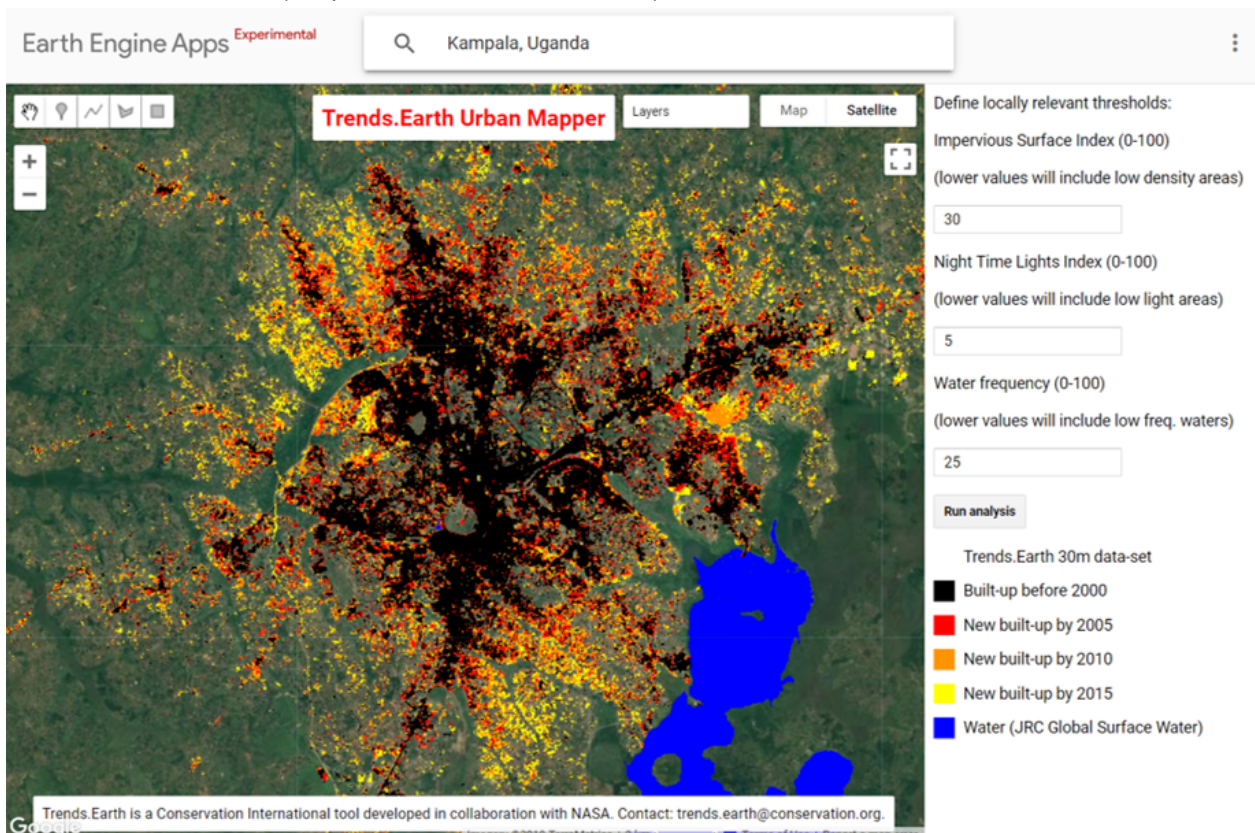 Earth Engine Apps Experimental
Kampala, Uganda
Trends.Earth Urban Mapper
Layers
Map
Satellite
+
−
Define locally relevant thresholds:
Impervious Surface Index (0-100)
(lower values will include low density areas)
30
Night Time Lights Index (0-100)
(lower values will include low light areas)
5
Water frequency (0-100)
(lower values will include low freq. waters)
25
Run analysis
Trends.Earth 30m data-set
Built-up before 2000
New built-up by 2005
New built-up by 2010
New built-up by 2015
Water (JRC Global Surface Water)
Trends.Earth is a Conservation International tool developed in collaboration with NASA. Contact: trends.earth@conservation.org.
Google